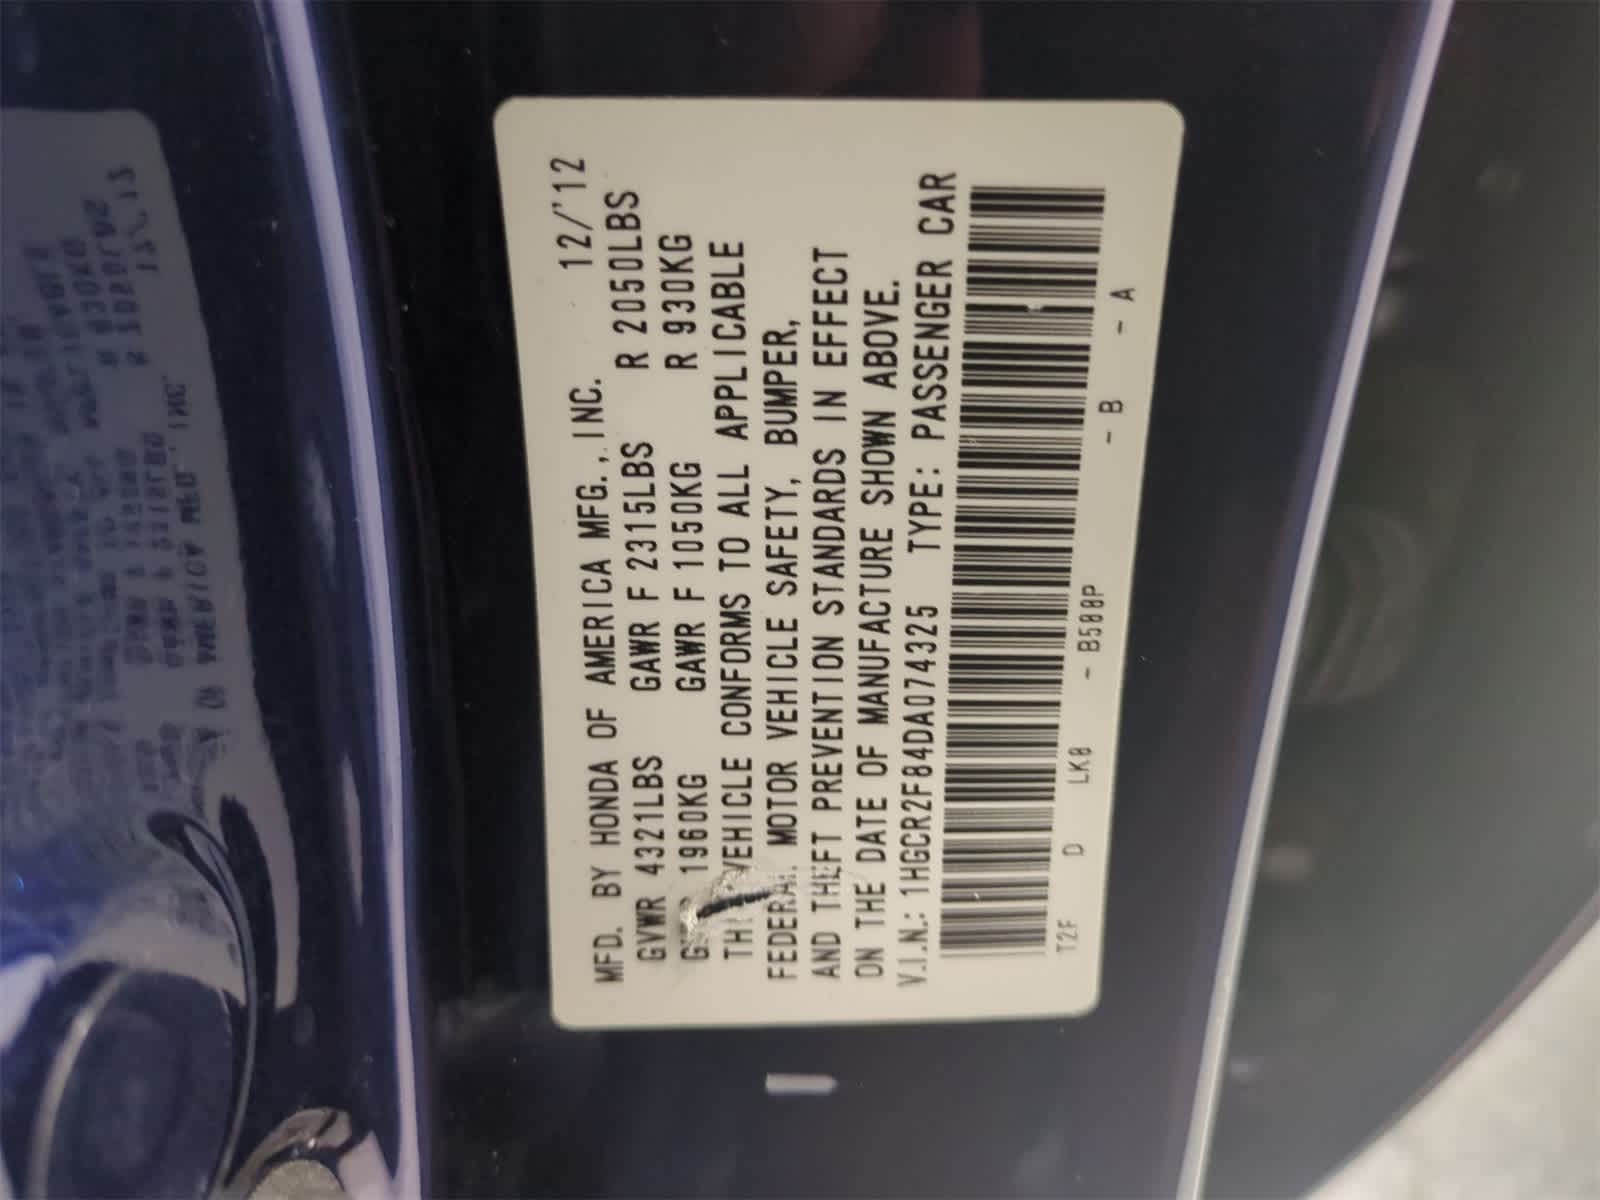 MFD. BY HONDA OF AMERICA MFG., INC. 12/'12
GVWR 4321LBS GAWR F 2315LBS R 2050LBS
1960KG GAWR F 1050KG R 930KG
VEHICLE CONFORMS TO ALL APPLICABLE
FEDERAL MOTOR VEHICLE SAFETY, BUMPER,
AND THEFT PREVENTION STANDARDS IN EFFECT
ON THE DATE OF MANUFACTURE SHOWN ABOVE.
V.I.N.: 1HGCR2F84DA074325 TYPE: PASSENGER CAR
T2F D LK0 - B588P - B - A